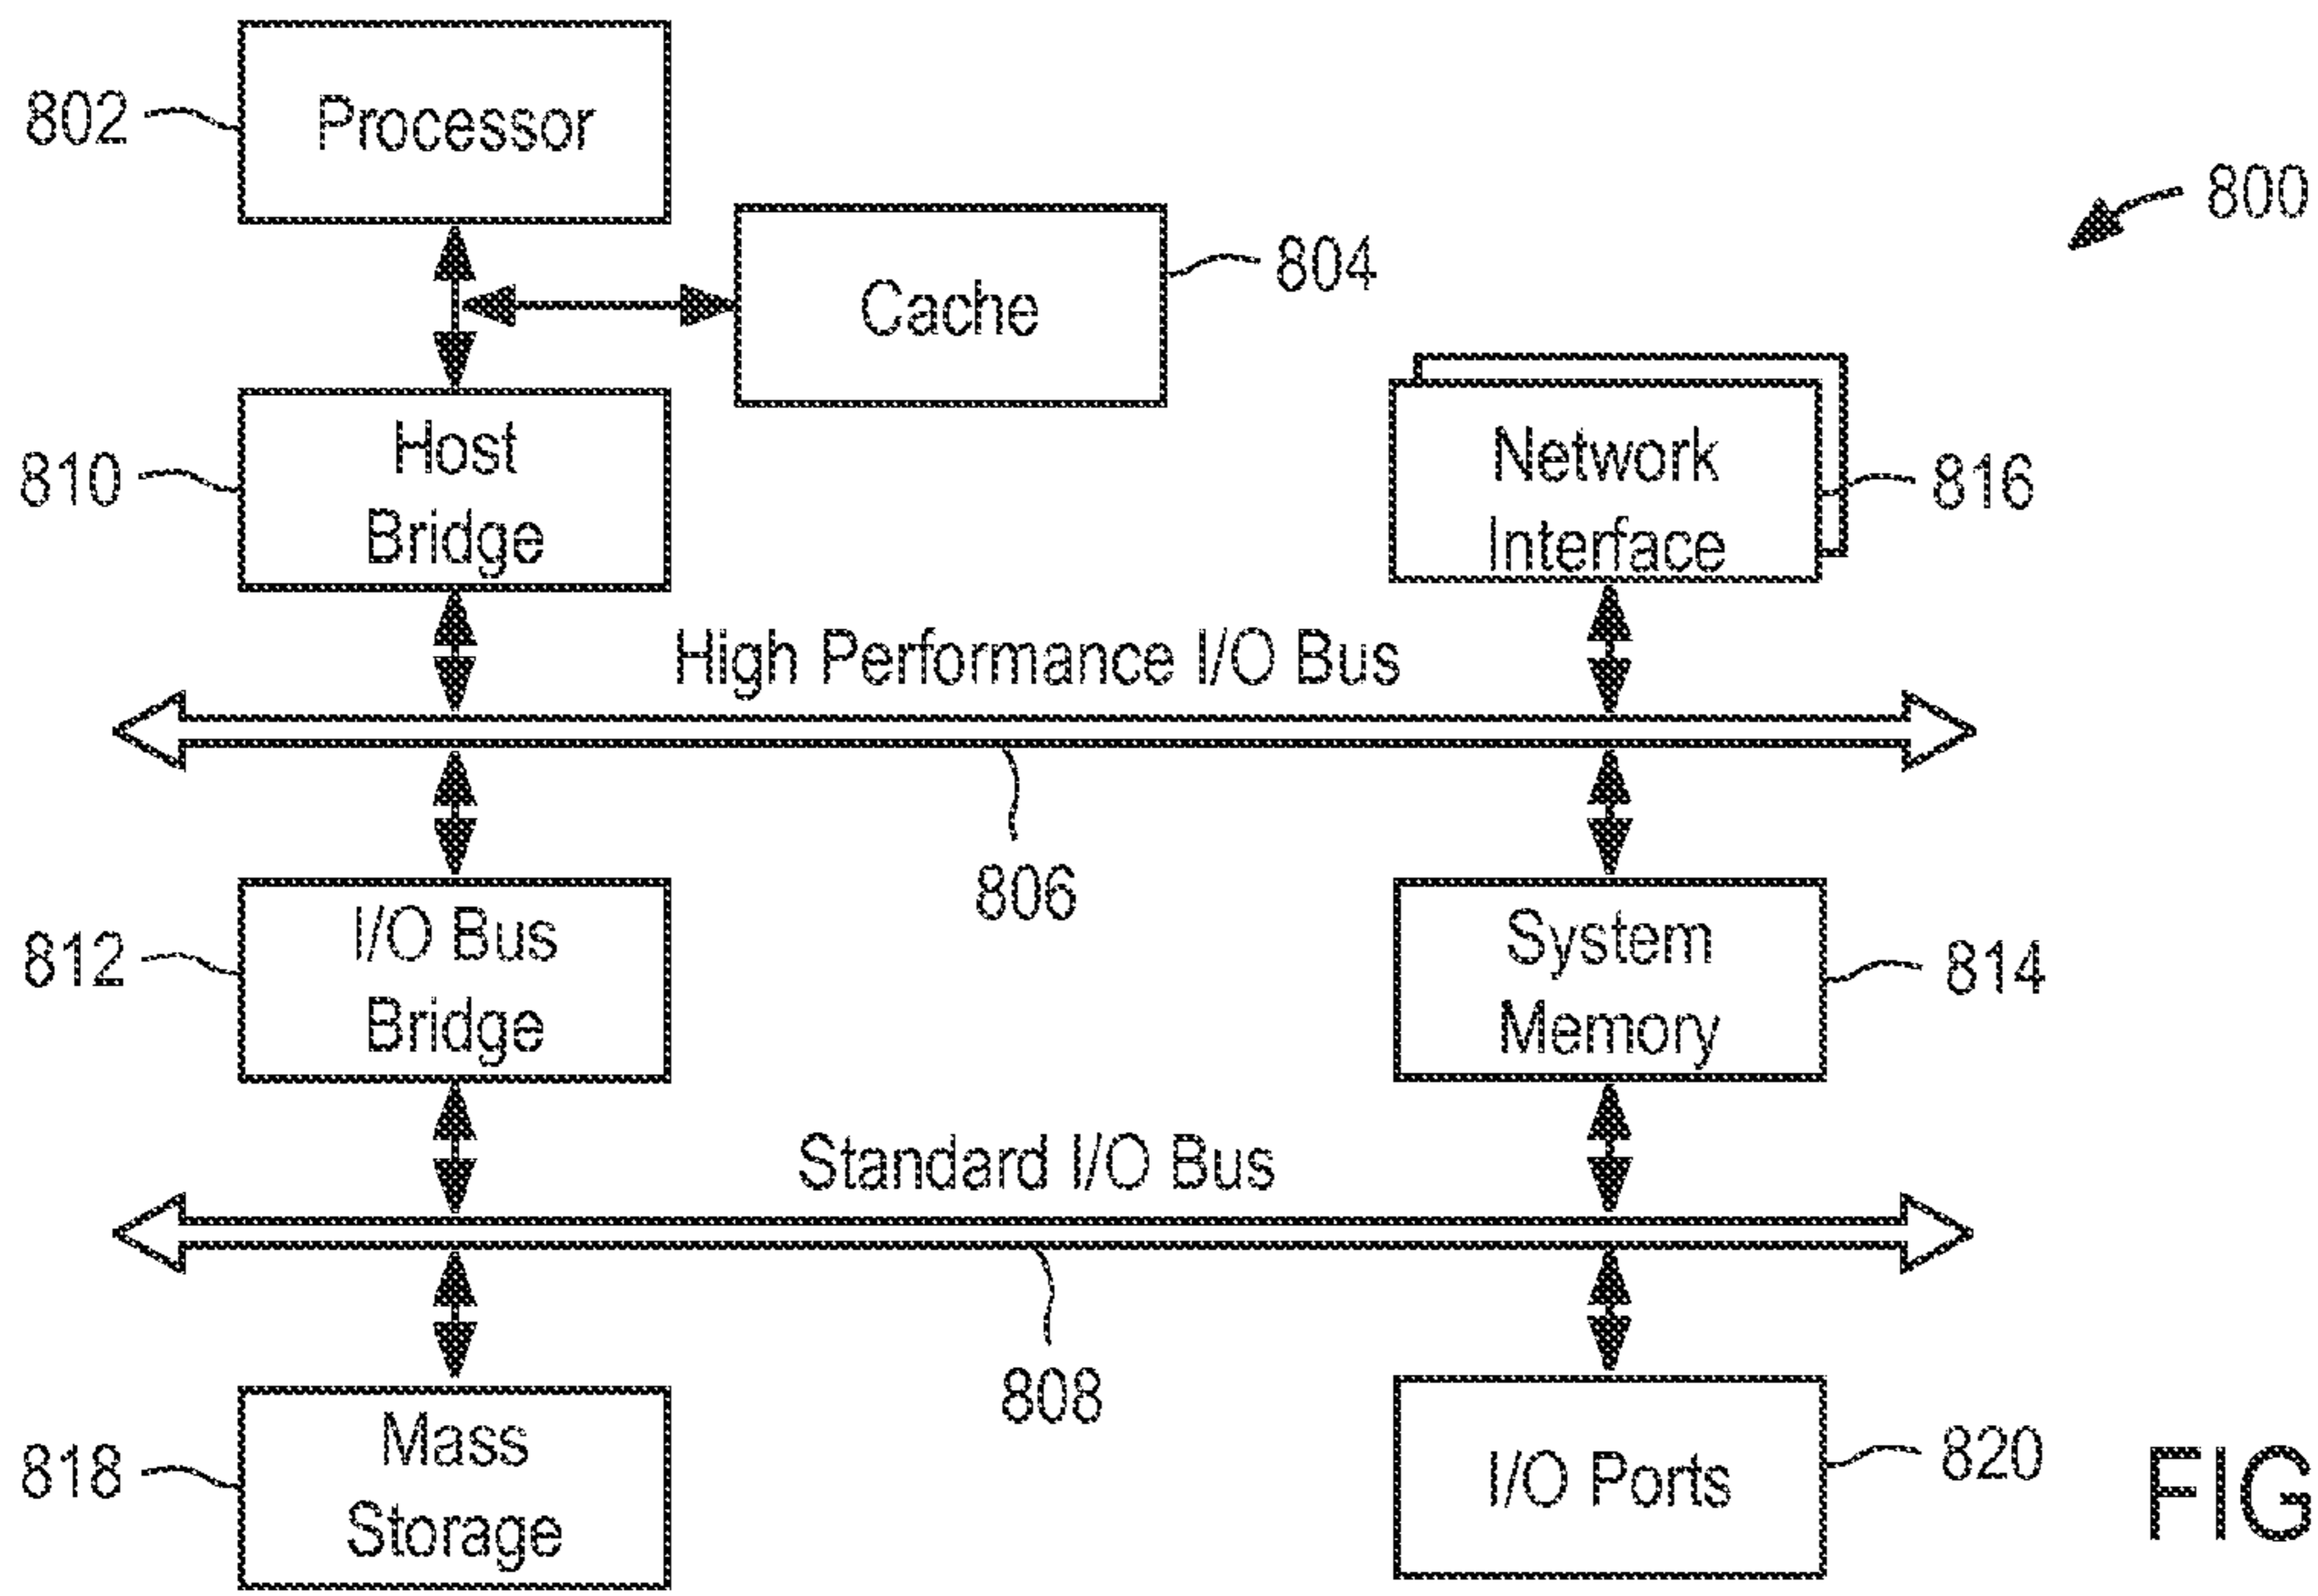 802
Processor
800
Cache
804
810
Host
Bridge
Network
Interface
816
High Performance I/O Bus
806
812
I/O Bus
Bridge
System
Memory
814
Standard I/O Bus
808
818
Mass
Storage
I/O Ports
820
FIG